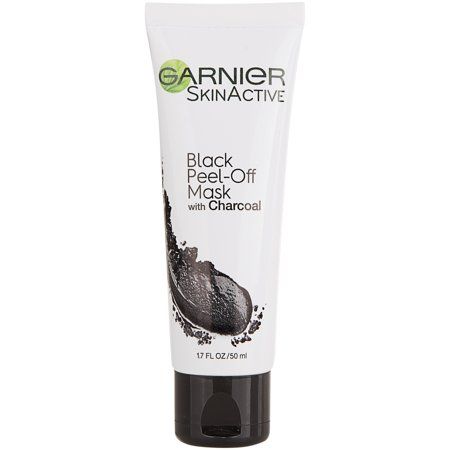 GARNIER
SKINACTIVE
Black
Peel-Off
Mask
with Charcoal
1.7 FL OZ/50 ml